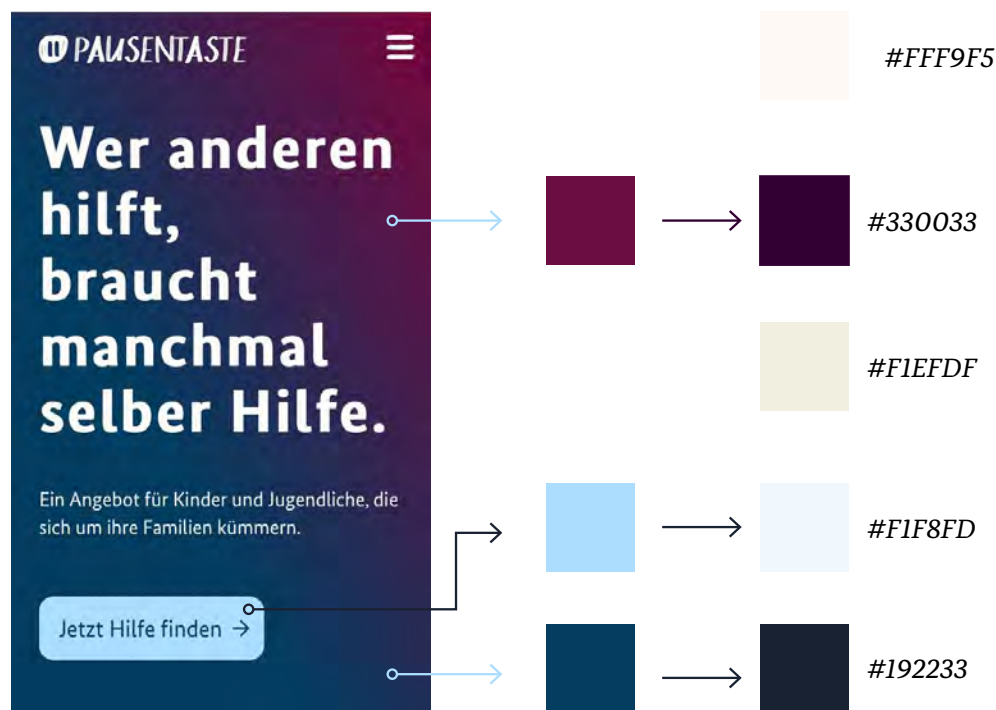 PAUSENTASTE
Wer anderen
hilft,
braucht
manchmal
selber Hilfe.
Ein Angebot für Kinder und Jugendliche, die
sich um ihre Familien kümmern.
Jetzt Hilfe finden →
#FFF9F5
#330033
#F1EFDF
#F1F8FD
#192233